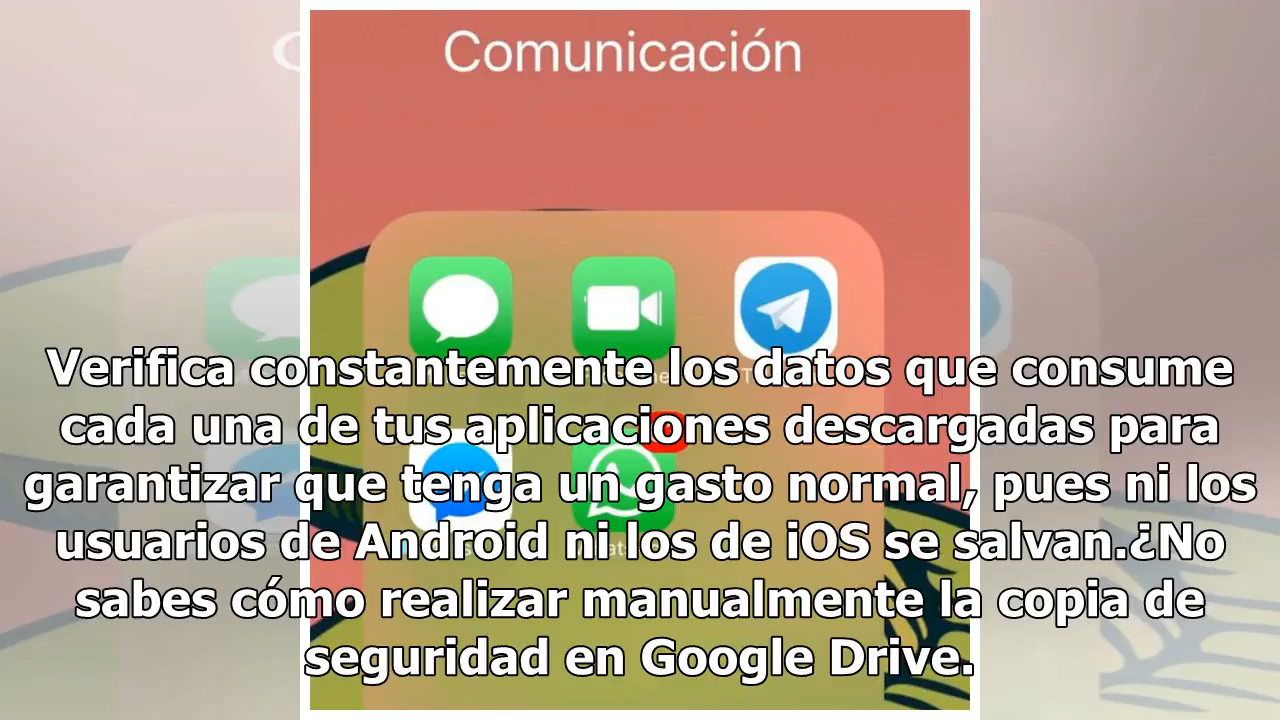 Comunicación
Verifica constantemente los datos que consume
cada una de tus aplicaciones descargadas para
garantizar que tenga un gasto normal, pues ni los
usuarios de Android ni los de iOS se salvan.¿No
sabes cómo realizar manualmente la copia de
seguridad en Google Drive.